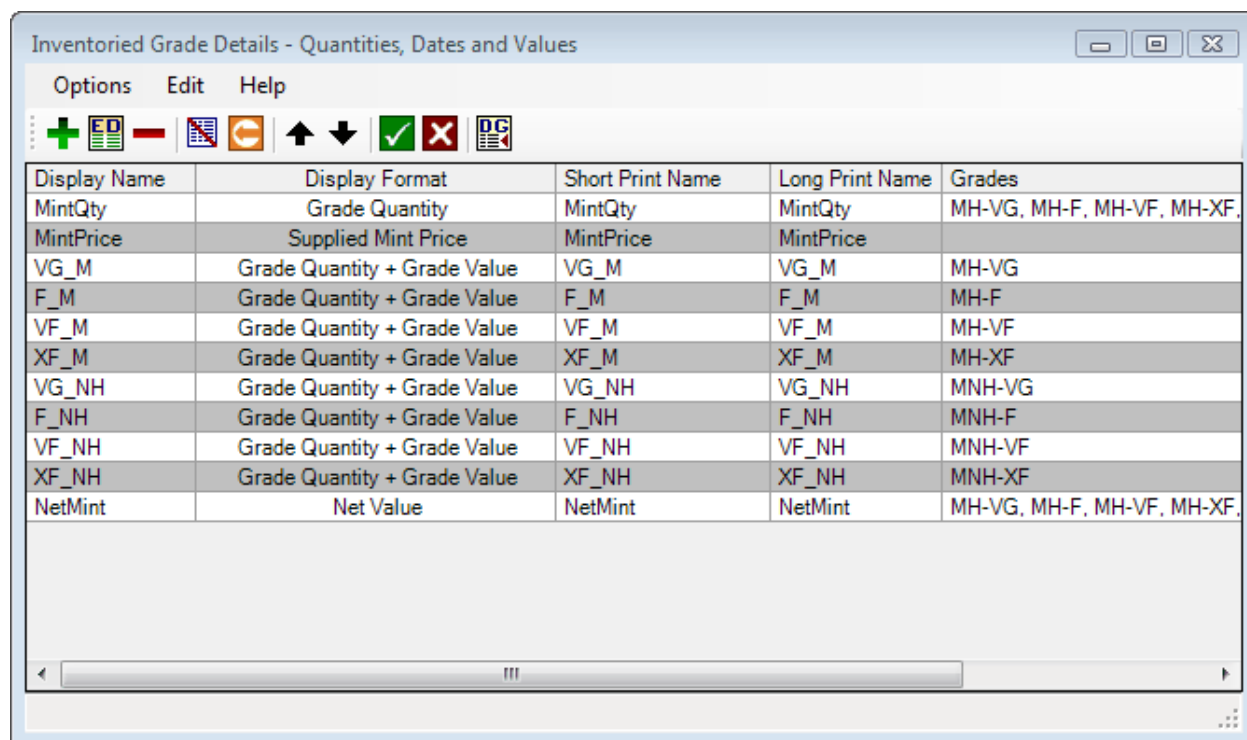 Inventoried Grade Details - Quantities, Dates and Values
Options Edit Help
ED DG
Display Name Display Format Short Print Name Long Print Name Grades
MintQty Grade Quantity MintQty MintQty MH-VG, MH-F, MH-VF, MH-XF,
MintPrice Supplied Mint Price MintPrice MintPrice
VG_M Grade Quantity + Grade Value VG_M VG_M MH-VG
F_M Grade Quantity + Grade Value F_M F_M MH-F
VF_M Grade Quantity + Grade Value VF_M VF_M MH-VF
XF_M Grade Quantity + Grade Value XF_M XF_M MH-XF
VG_NH Grade Quantity + Grade Value VG_NH VG_NH MNH-VG
F_NH Grade Quantity + Grade Value F_NH F_NH MNH-F
VF_NH Grade Quantity + Grade Value VF_NH VF_NH MNH-VF
XF_NH Grade Quantity + Grade Value XF_NH XF_NH MNH-XF
NetMint Net Value NetMint NetMint MH-VG, MH-F, MH-VF, MH-XF,